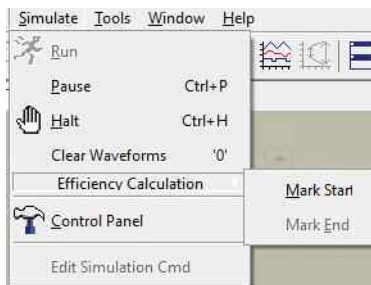 Simulate Tools Window Help
Run
Pause Ctrl+P
Halt Ctrl+H
Clear Waveforms '0'
Efficiency Calculation
Mark Start
Control Panel
Mark End
Edit Simulation Cmd